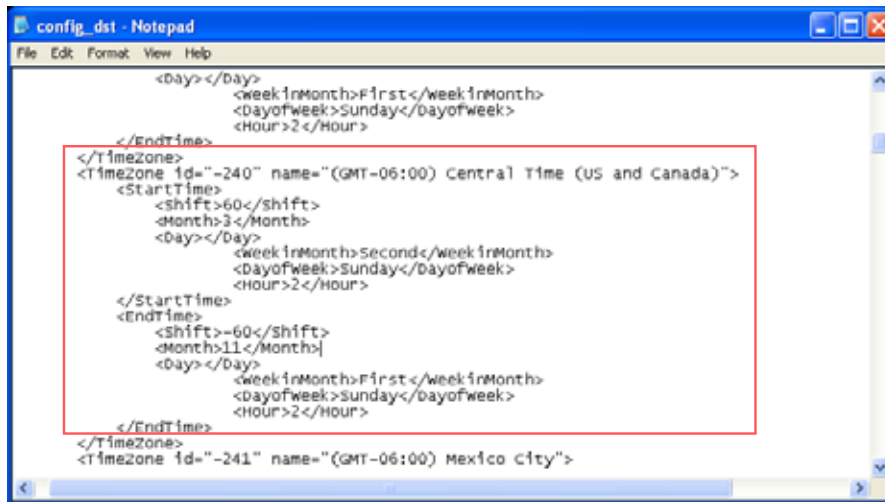 config_dst - Notepad
File Edit Format View Help
<Day></Day>
<WeekinMonth>First</WeekinMonth>
<DayofWeek>Sunday</DayofWeek>
<Hour>2</Hour>
</EndTime>
</TimeZone>
<TimeZone id="-240" name="(GMT-06:00) Central Time (US and Canada)">
<StartTime>
<Shift>60</Shift>
<Month>3</Month>
<Day></Day>
<WeekinMonth>Second</WeekinMonth>
<DayofWeek>Sunday</DayofWeek>
<Hour>2</Hour>
</StartTime>
<EndTime>
<Shift>-60</Shift>
<Month>11</Month>
<Day></Day>
<WeekinMonth>First</WeekinMonth>
<DayofWeek>Sunday</DayofWeek>
<Hour>2</Hour>
</EndTime>
</TimeZone>
<TimeZone id="-241" name="(GMT-06:00) Mexico City">